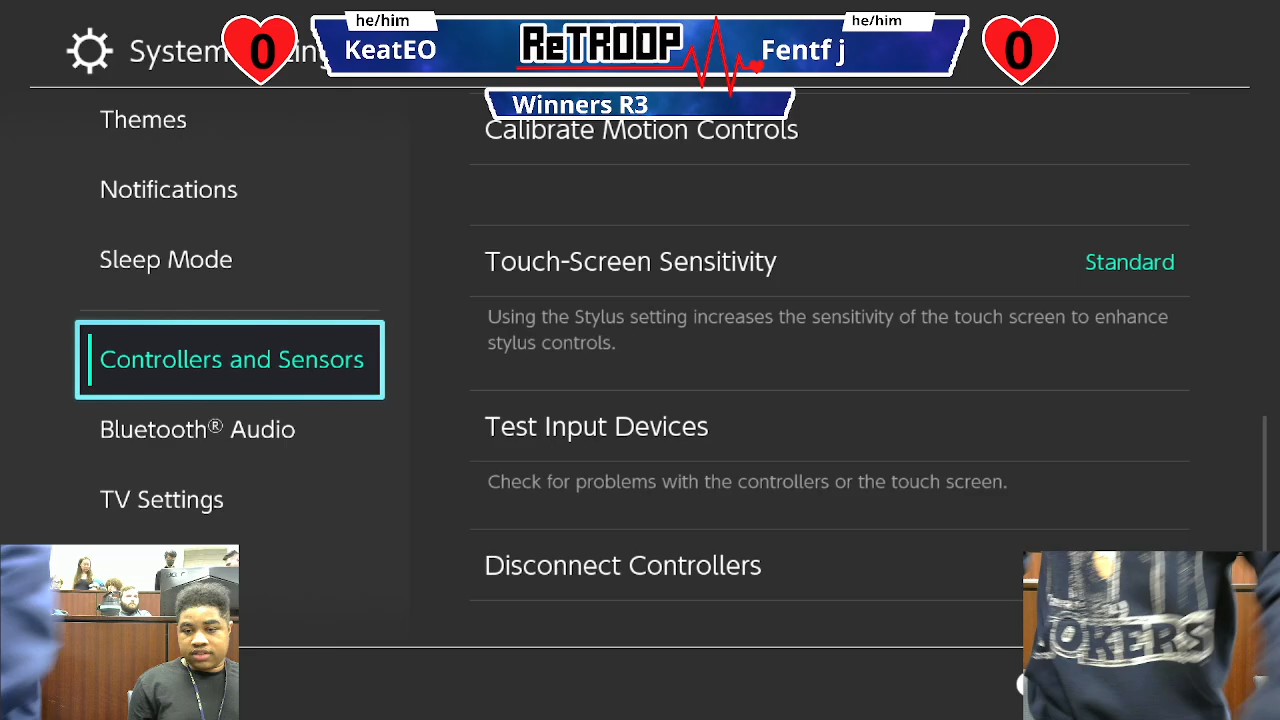 he/him
he/him
System
0
KeatEO
ReTROOP
Fentf j
0
Winners R3
Themes
Notifications
Sleep Mode
Controllers and Sensors
Bluetooth® Audio
TV Settings
Calibrate Motion Controls
Touch-Screen Sensitivity
Standard
Using the Stylus setting increases the sensitivity of the touch screen to enhance
stylus controls.
Test Input Devices
Check for problems with the controllers or the touch screen.
Disconnect Controllers
JOKERS